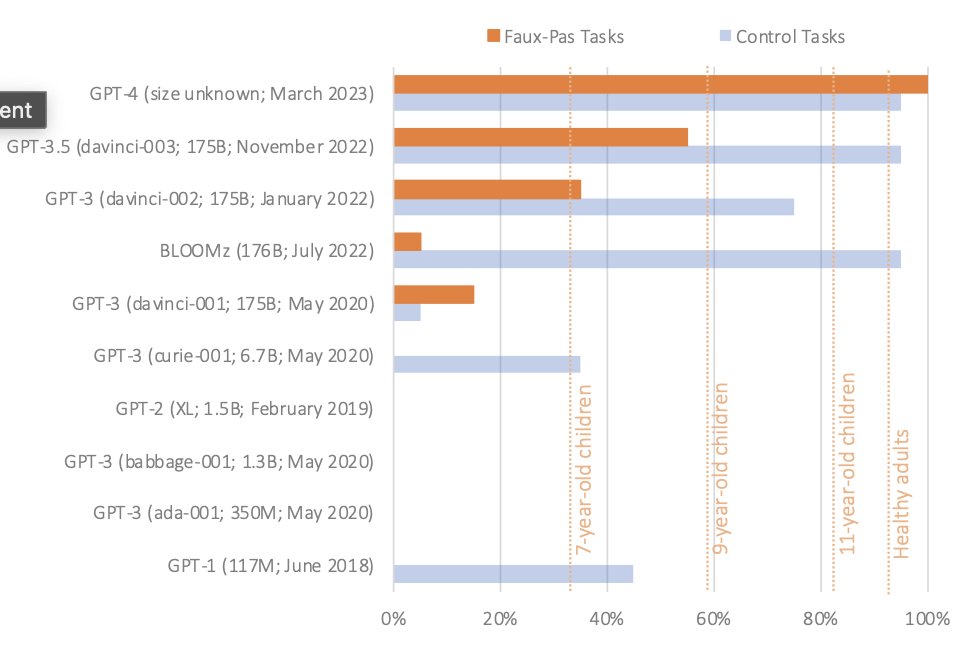 Faux-Pas Tasks
Control Tasks
GPT-4 (size unknown; March 2023)
ent
GPT-3.5 (davinci-003; 175B; November 2022)
GPT-3 (davinci-002; 175B; January 2022)
BLOOMz (176B; July 2022)
GPT-3 (davinci-001; 175B; May 2020)
GPT-3 (curie-001; 6.7B; May 2020)
GPT-2 (XL; 1.5B; February 2019)
GPT-3 (babbage-001; 1.3B; May 2020)
GPT-3 (ada-001; 350M; May 2020)
GPT-1 (117M; June 2018)
7-year-old children
9-year-old children
11-year-old children
Healthy adults
0%
20%
40%
60%
80%
100%